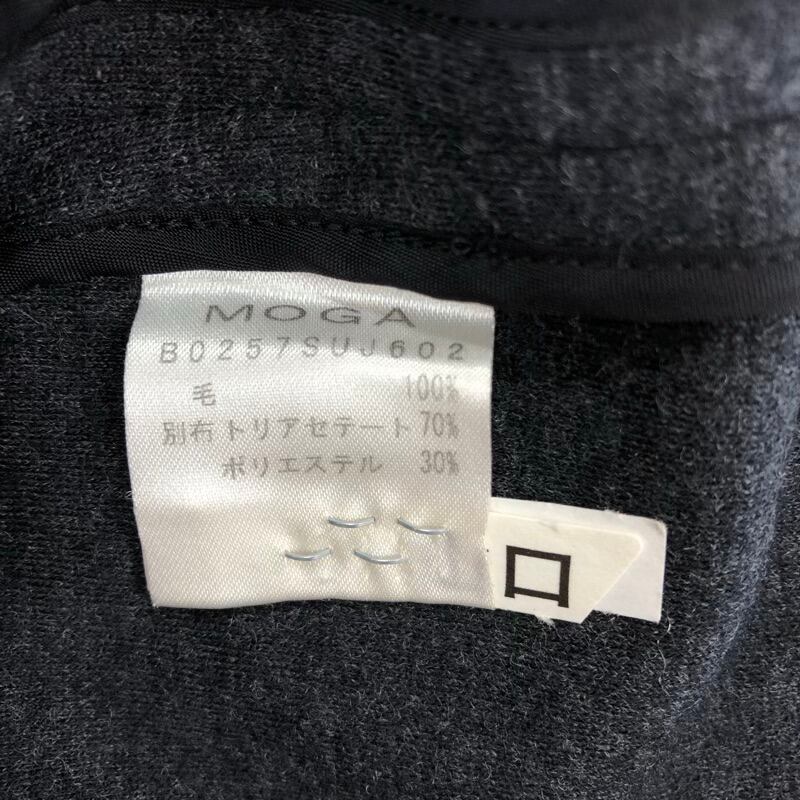 MOGA
B0257SUJ602
毛 100%
別布 トリアセテート 70%
ポリエステル 30%
ロ